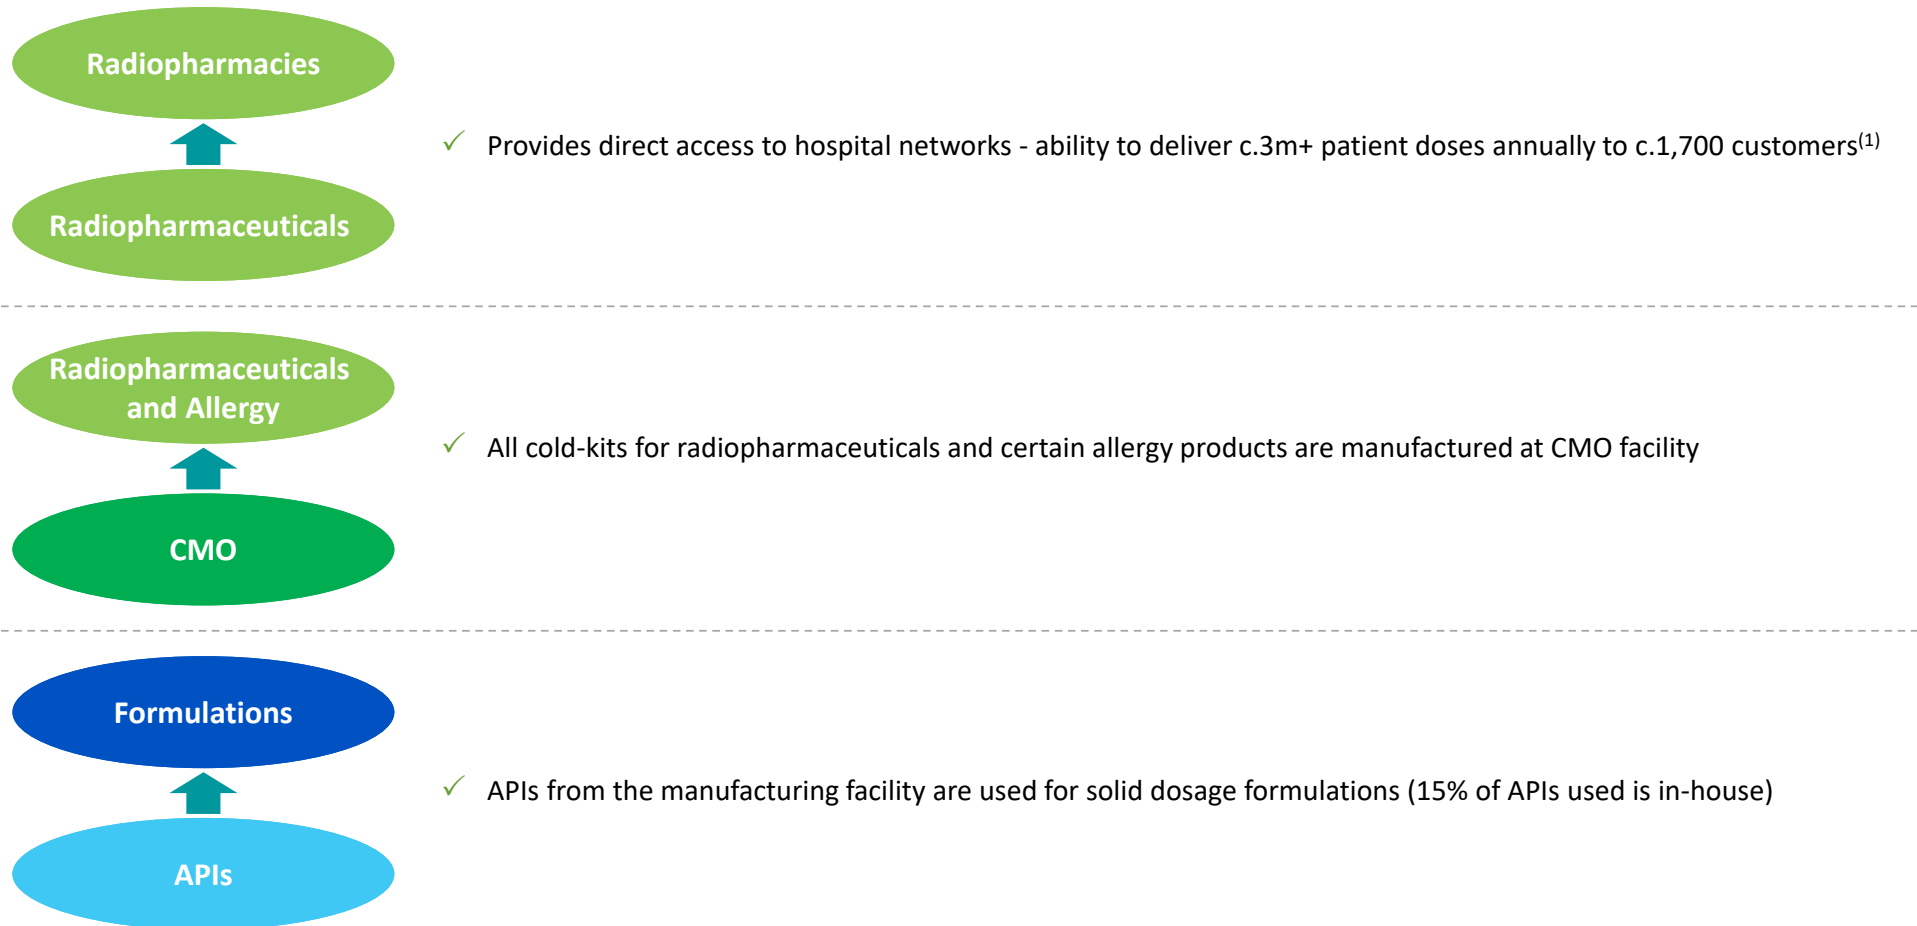 Radiopharmacies
✓ Provides direct access to hospital networks - ability to deliver c.3m+ patient doses annually to c.1,700 customers(1)
Radiopharmaceuticals
Radiopharmaceuticals
and Allergy
✓ All cold-kits for radiopharmaceuticals and certain allergy products are manufactured at CMO facility
CMO
Formulations
✓ APIs from the manufacturing facility are used for solid dosage formulations (15% of APIs used is in-house)
APIs